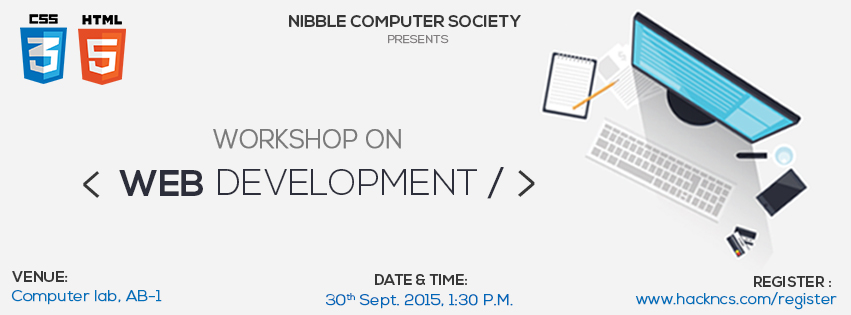 CSS
3
HTML
5
NIBBLE COMPUTER SOCIETY
PRESENTS
WORKSHOP ON
< WEB DEVELOPMENT / >
VENUE:
Computer lab, AB-1
DATE & TIME:
30th Sept. 2015, 1:30 P.M.
REGISTER :
www.hackncs.com/register